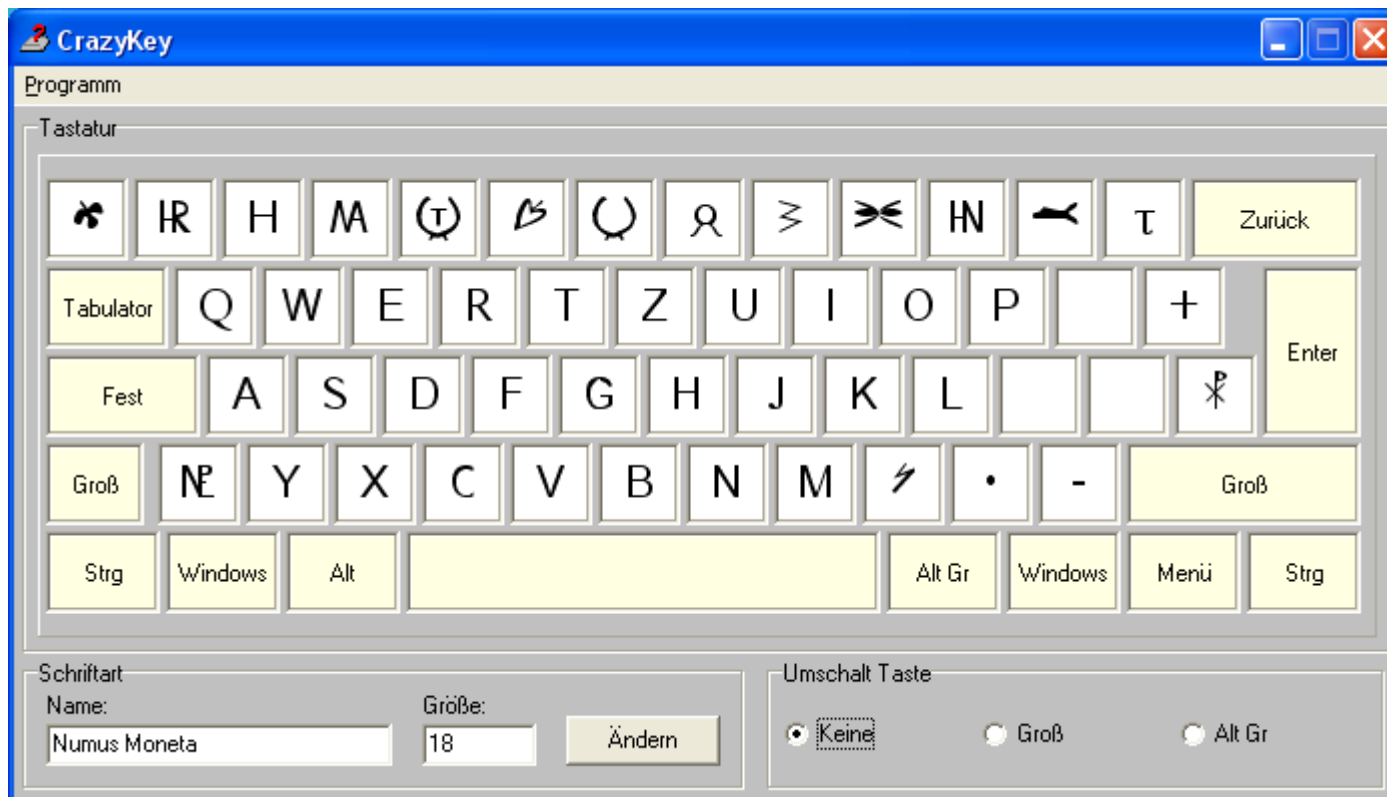 CrazyKey
Programm
Tastatur
H M τ Zurück
Tabulator Q W E R T Z U I O P +
Enter
Fest A S D F G H J K L ⳩
Groß Y X C V B N M • - Groß
Strg Windows Alt Alt Gr Windows Menü Strg
Schriftart
Name: Größe:
Numus Moneta 18 Ändern
Umschalt Taste
Keine Groß Alt Gr